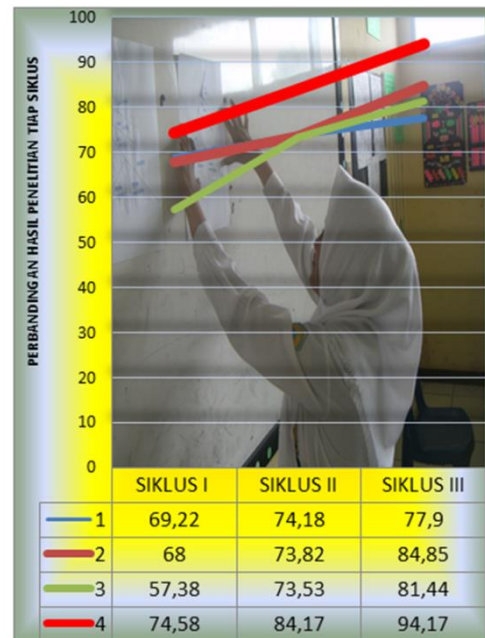 PERBANDINGAN HASIL PENELITIAN TIAP SIKLUS
100
90
80
70
60
50
40
30
20
10
0
SIKLUS I SIKLUS II SIKLUS III
1 69,22 74,18 77,9
2 68 73,82 84,85
3 57,38 73,53 81,44
4 74,58 84,17 94,17